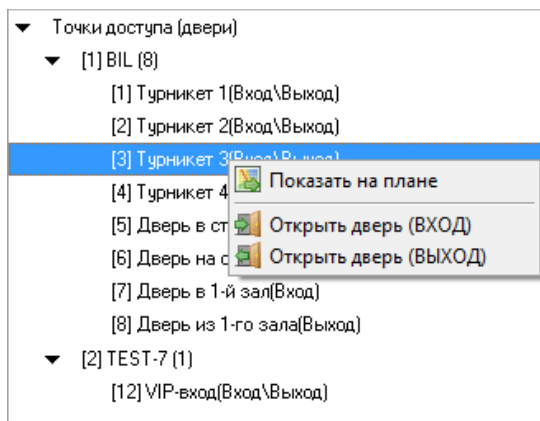 Точки доступа (двери)
[1] BIL (8)
[1] Турникет 1(Вход\Выход)
[2] Турникет 2(Вход\Выход)
[3] Турникет 3(Вход\Выход)
Показать на плане
[4] Турникет 4
[5] Дверь в ст
Открыть дверь (ВХОД)
[6] Дверь на с
Открыть дверь (ВЫХОД)
[7] Дверь в 1-й зал(Вход)
[8] Дверь из 1-го зала(Выход)
[2] TEST-7 (1)
[12] VIP-вход(Вход\Выход)